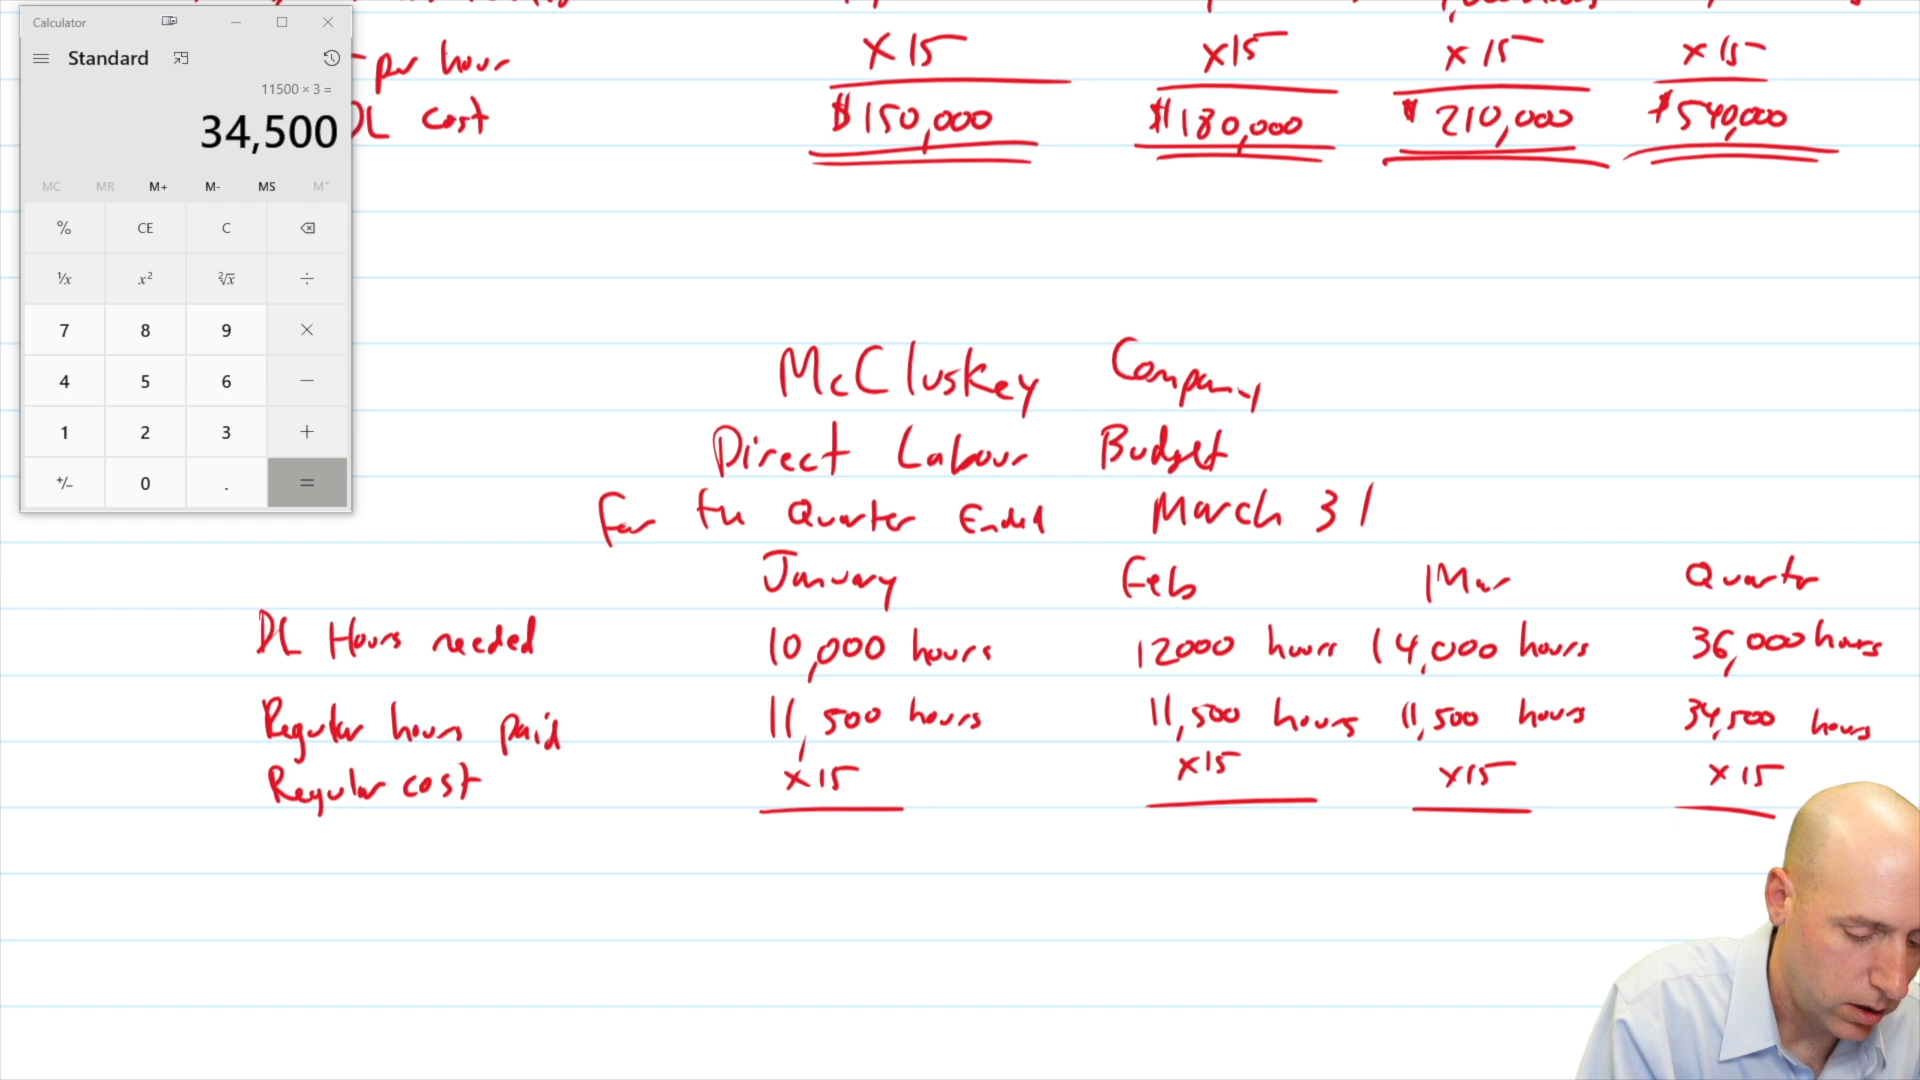 Calculator
Standard
11500 × 3 =
34,500
MC MR M+ M- MS M˅
% CE C
1/x x² ²√x ÷
7 8 9 ×
4 5 6 −
1 2 3 +
+/− 0 . =
per hour x 15 x15 x 15 x 15
DL cost $150,000 $180,000 $210,000 $540,000
McCluskey Company
Direct Labour Budget
For the Quarter Ended March 31
January Feb Mar Quarter
DL Hours needed 10,000 hours 12000 hours 14,000 hours 36,000 hours
Regular hours paid 11,500 hours 11,500 hours 11,500 hours 34,500 hours
Regular cost x15 x15 x15 x 15